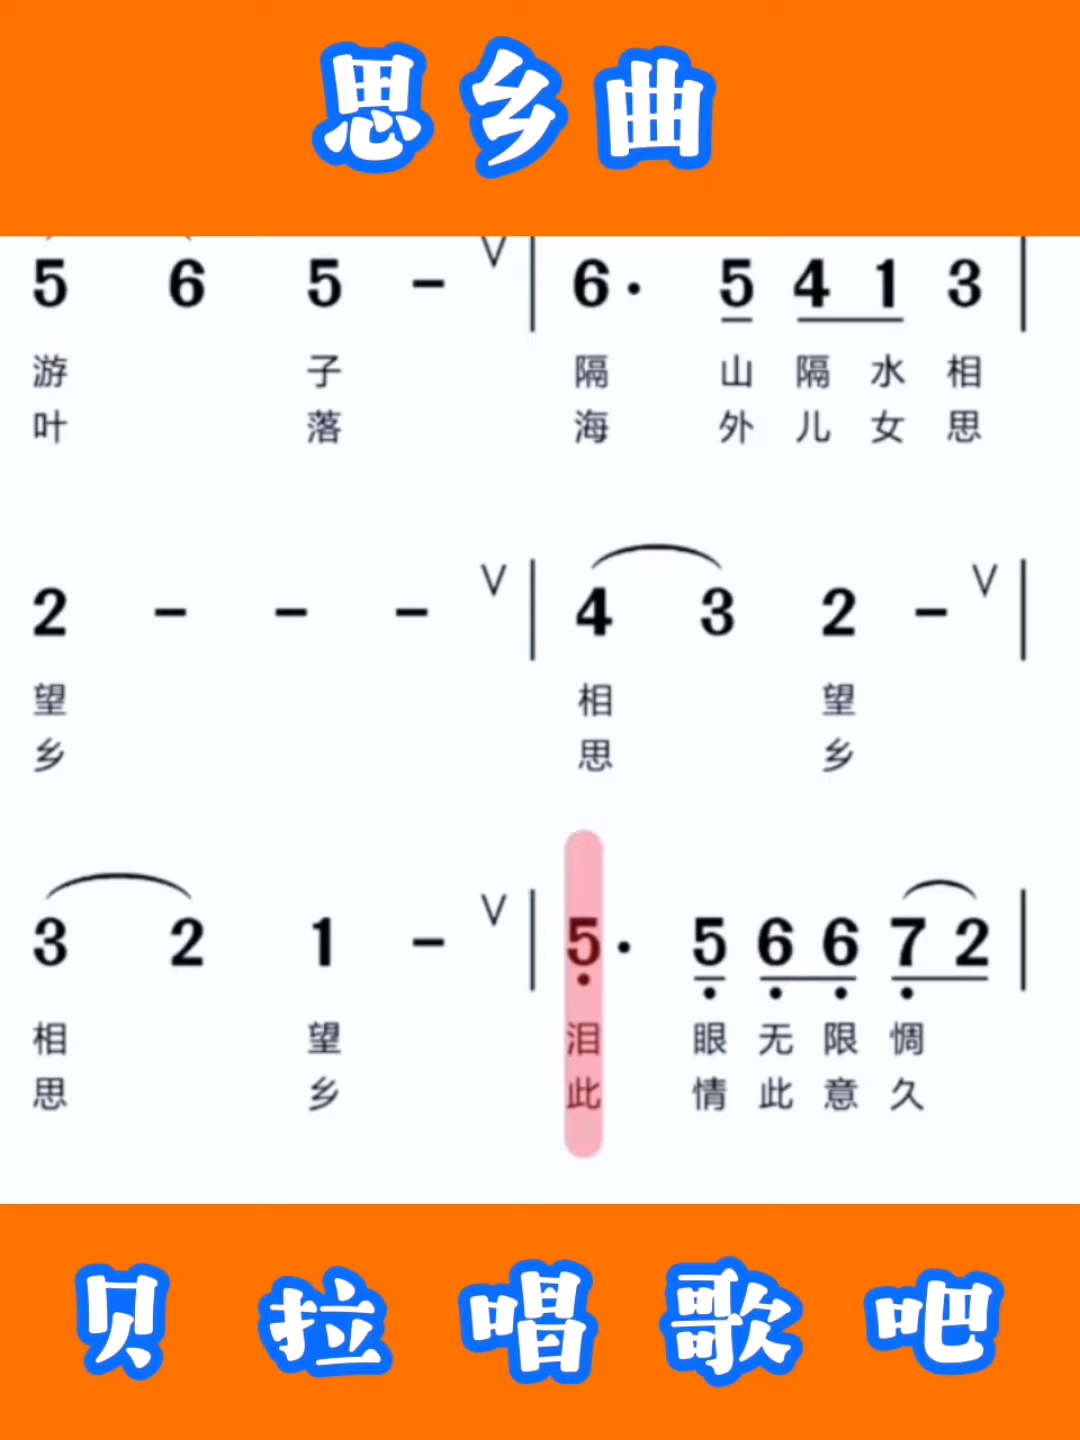 思乡曲
5 6 5 - V | 6· 5 4 1 3 |
游 子 隔 山 隔 水 相
叶 落 海 外 儿 女 思
2 - - - V | 4 3 2 - V |
望 相 望
乡 思 乡
3 2 1 - V | 5· 5 6 6 7 2 |
相 望 泪 眼 无 限 惆
思 乡 此 情 此 意 久
贝拉唱歌吧